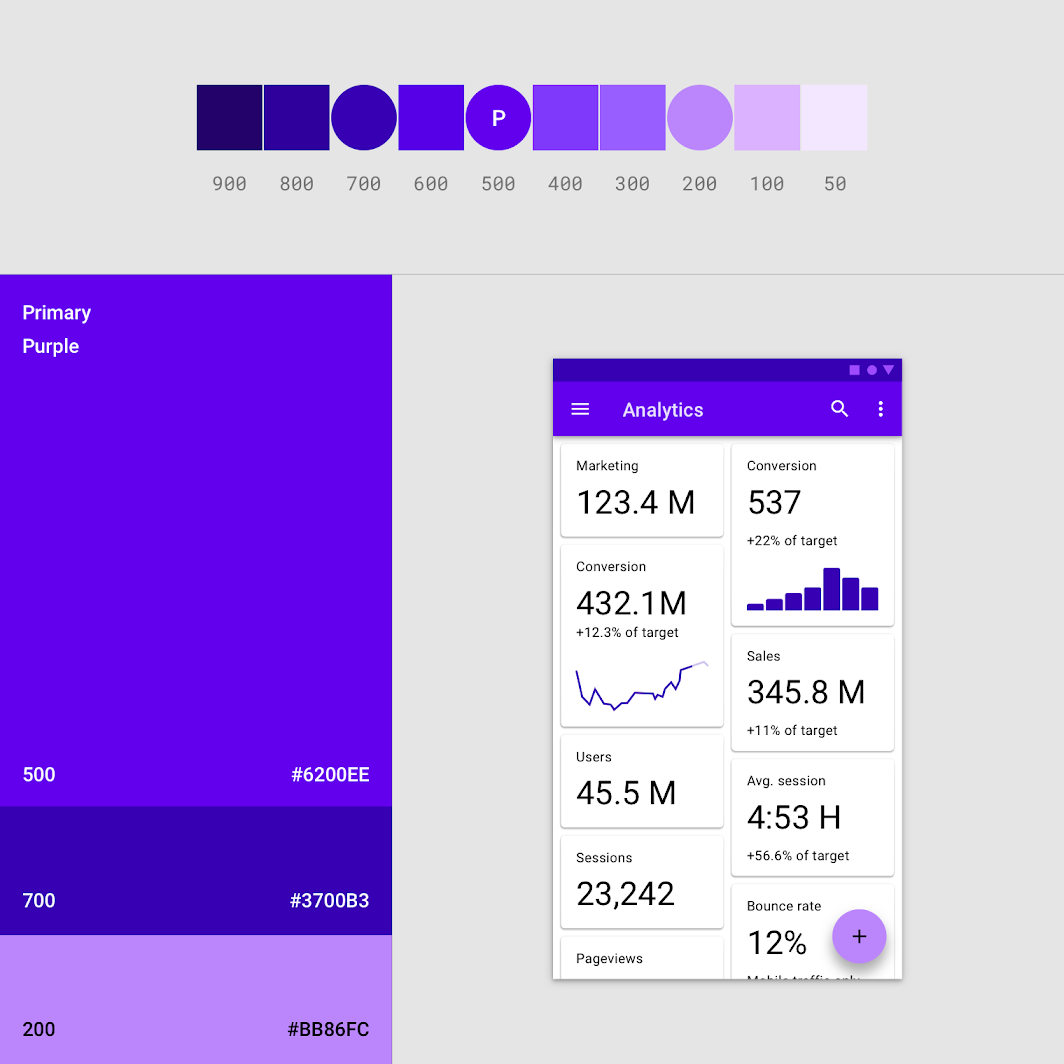 P
900 800 700 600 500 400 300 200 100 50
Primary
Purple
500 #6200EE
700 #3700B3
200 #BB86FC
Analytics
Marketing
123.4 M
Conversion
432.1M
+12.3% of target
Users
45.5 M
Sessions
23,242
Pageviews
Conversion
537
+22% of target
Sales
345.8 M
+11% of target
Avg. session
4:53 H
+56.6% of target
Bounce rate
12%
+
Mobile traffic only